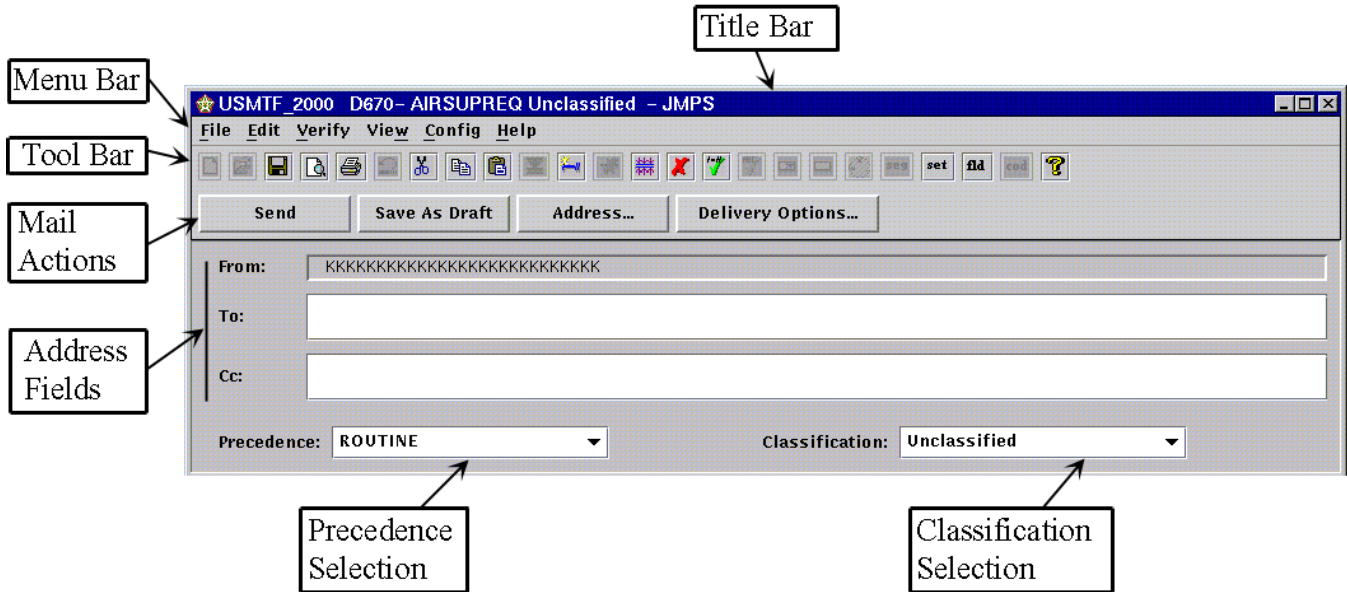 Title Bar
Menu Bar
USMTF_2000 D670- AIRSUPREQ Unclassified - JMPS
File Edit Verify View Config Help
Tool Bar
seg set fld cod ?
Mail
Actions
Send Save As Draft Address... Delivery Options...
From: KKKKKKKKKKKKKKKKKKKKKKKKKKK
To:
Address
Fields
Cc:
Precedence: ROUTINE Classification: Unclassified
Precedence
Selection
Classification
Selection